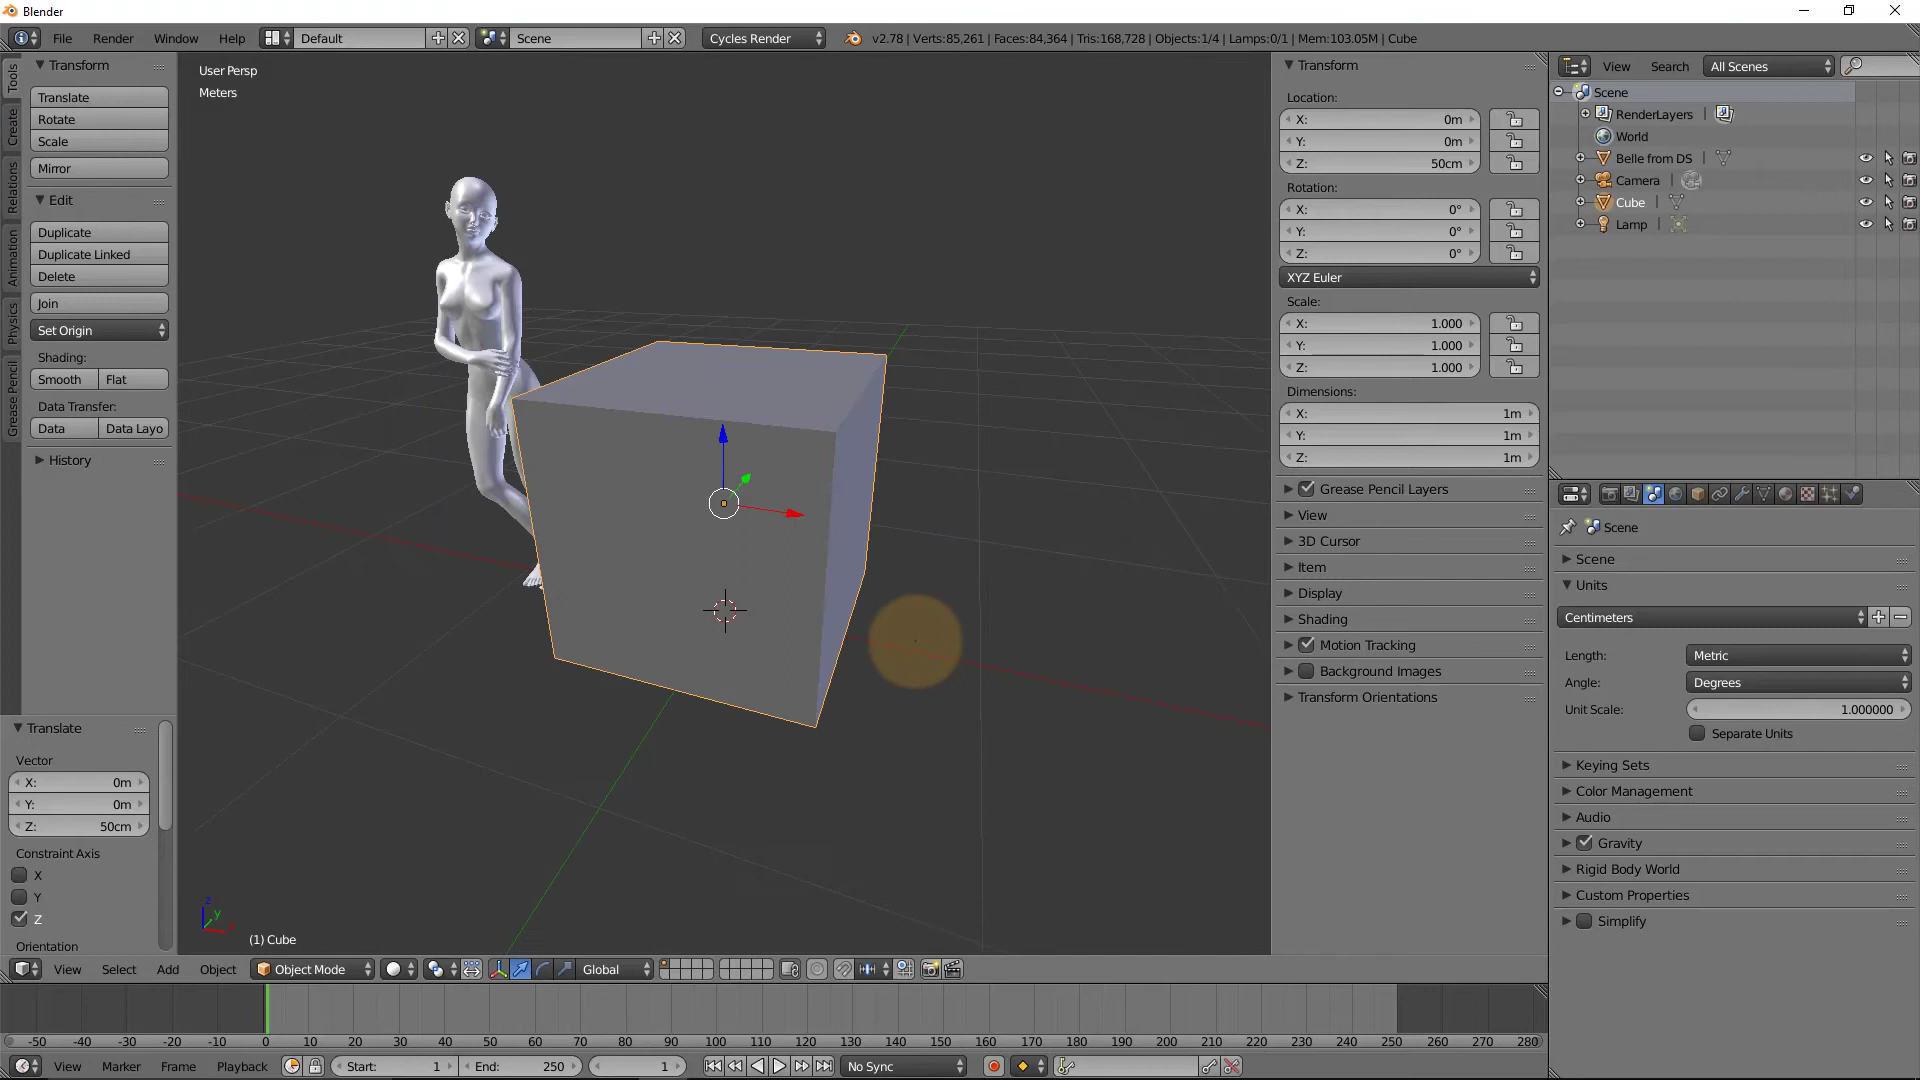 Blender
File Render Window Help Default Scene Cycles Render v2.78 | Verts:85,261 | Faces:84,364 | Tris:168,728 | Objects:1/4 | Lamps:0/1 | Mem:103.05M | Cube
Tools
Create
Relations
Animation
Physics
Grease Pencil
Transform
Translate
Rotate
Scale
Mirror
Edit
Duplicate
Duplicate Linked
Delete
Join
Set Origin
Shading:
Smooth Flat
Data Transfer:
Data Data Layo
History
Translate
Vector
X: 0m
Y: 0m
Z: 50cm
Constraint Axis
X
Y
Z
Orientation
User Persp
Meters
z
y
(1) Cube
Transform
Location:
X: 0m
Y: 0m
Z: 50cm
Rotation:
X: 0°
Y: 0°
Z: 0°
XYZ Euler
Scale:
X: 1.000
Y: 1.000
Z: 1.000
Dimensions:
X: 1m
Y: 1m
Z: 1m
Grease Pencil Layers
View
3D Cursor
Item
Display
Shading
Motion Tracking
Background Images
Transform Orientations
View Search All Scenes
Scene
RenderLayers
World
Belle from DS
Camera
Cube
Lamp
Scene
Scene
Units
Centimeters
Length: Metric
Angle: Degrees
Unit Scale: 1.000000
Separate Units
Keying Sets
Color Management
Audio
Gravity
Rigid Body World
Custom Properties
Simplify
View Select Add Object Object Mode Global
-50 -40 -30 -20 -10 0 10 20 30 40 50 60 70 80 90 100 110 120 130 140 150 160 170 180 190 200 210 220 230 240 250 260 270 280
View Marker Frame Playback Start: 1 End: 250 1 No Sync